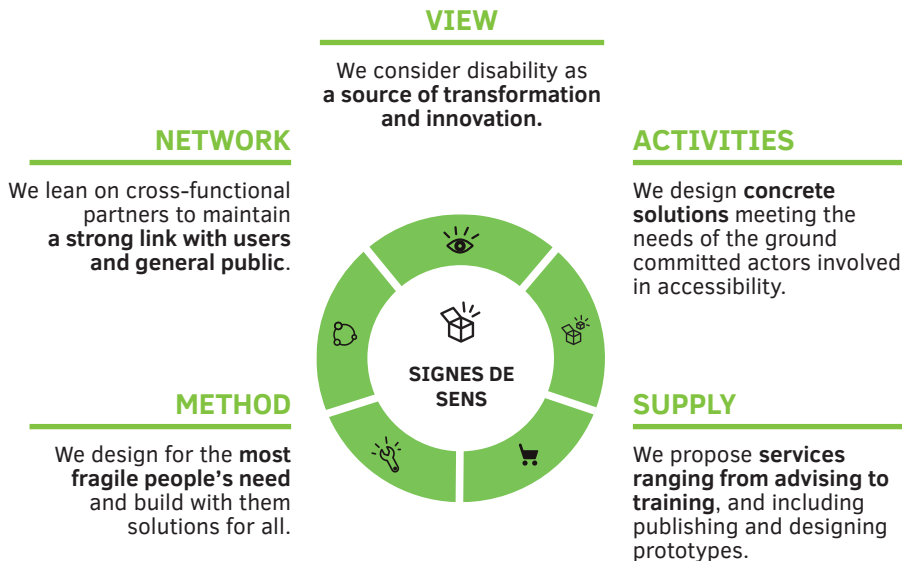 VIEW
We consider disability as
a source of transformation
and innovation.
NETWORK
We lean on cross-functional
partners to maintain
a strong link with users
and general public.
ACTIVITIES
We design concrete
solutions meeting the
needs of the ground
committed actors involved
in accessibility.
SIGNES DE
SENS
METHOD
We design for the most
fragile people's need
and build with them
solutions for all.
SUPPLY
We propose services
ranging from advising to
training, and including
publishing and designing
prototypes.